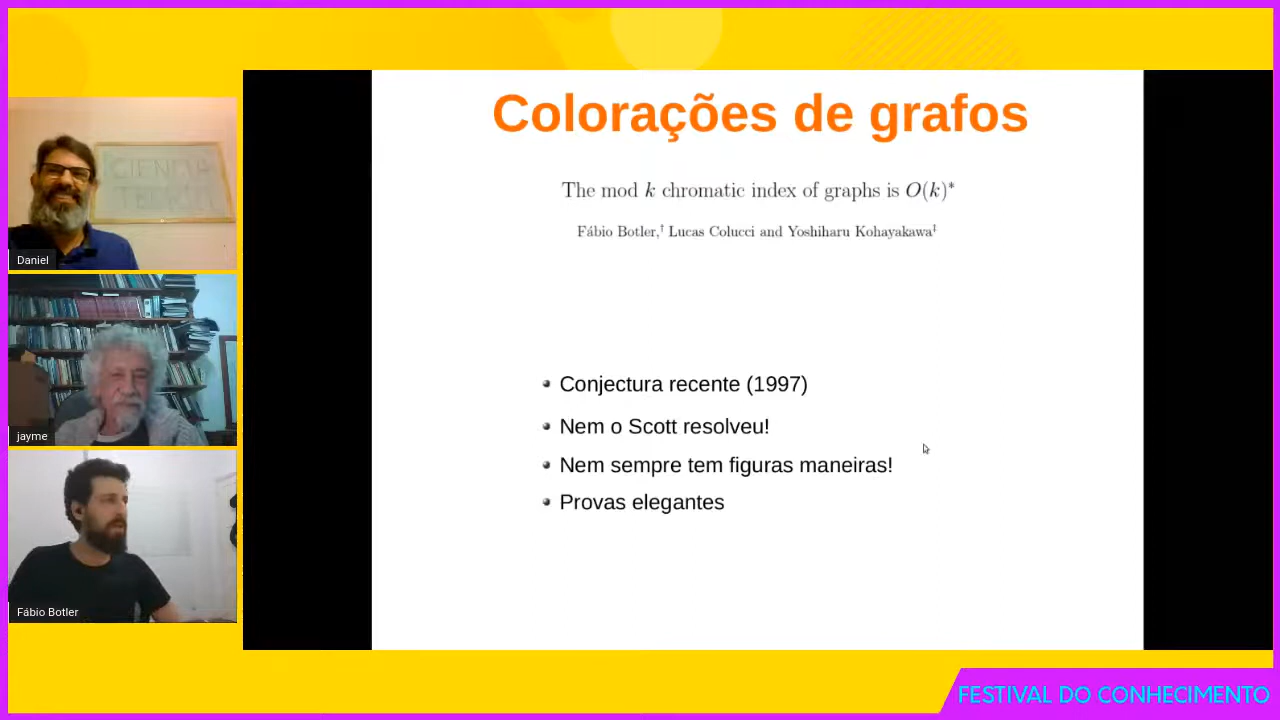 Colorações de grafos
The mod k chromatic index of graphs is O(k)*
Fábio Botler,† Lucas Colucci and Yoshiharu Kohayakawa‡
• Conjectura recente (1997)
• Nem o Scott resolveu!
• Nem sempre tem figuras maneiras!
• Provas elegantes
Daniel
jayme
Fábio Botler
FESTIVAL DO CONHECIMENTO